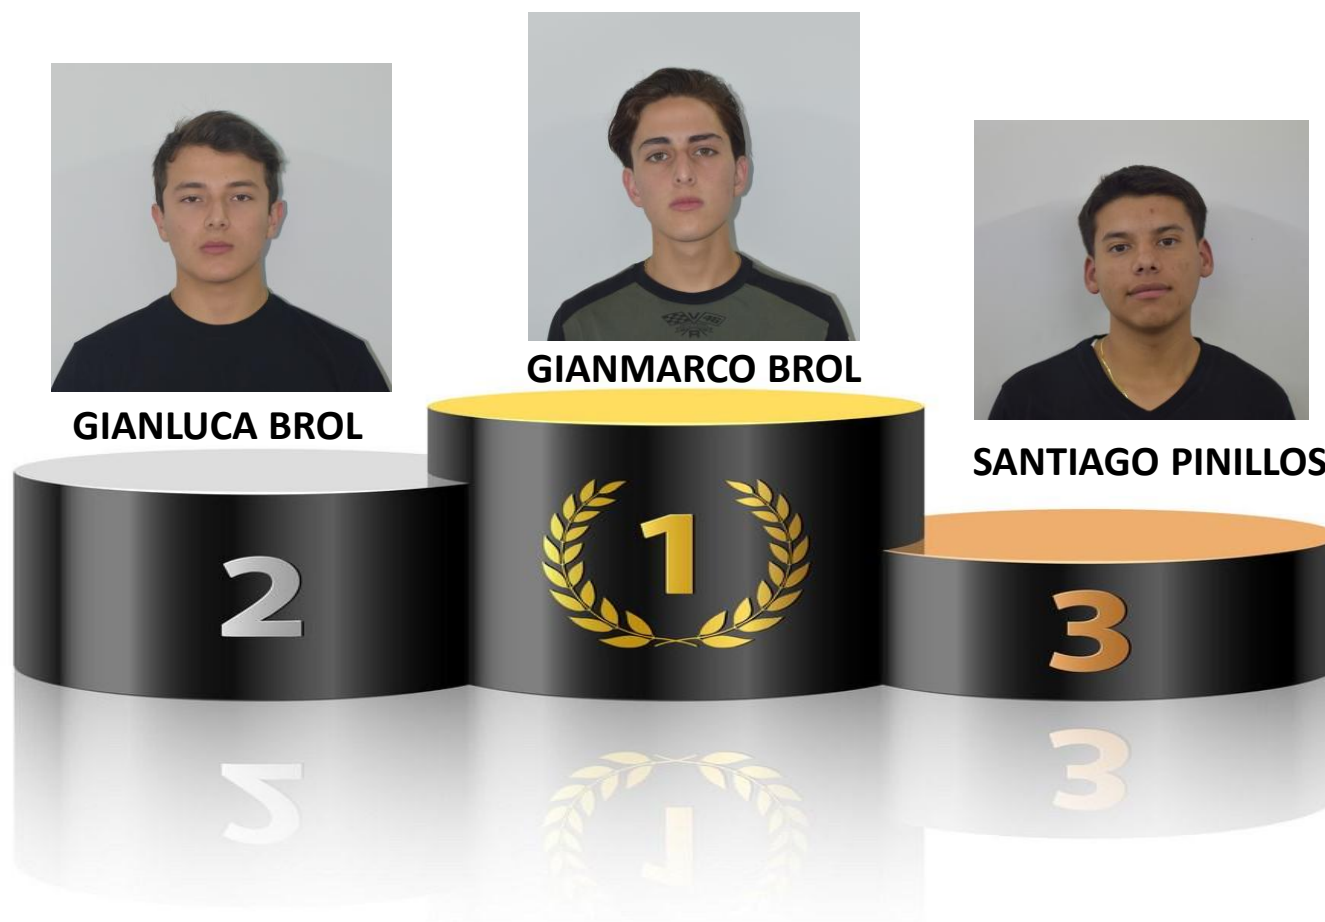 GIANMARCO BROL
GIANLUCA BROL
SANTIAGO PINILLOS
1
2
3